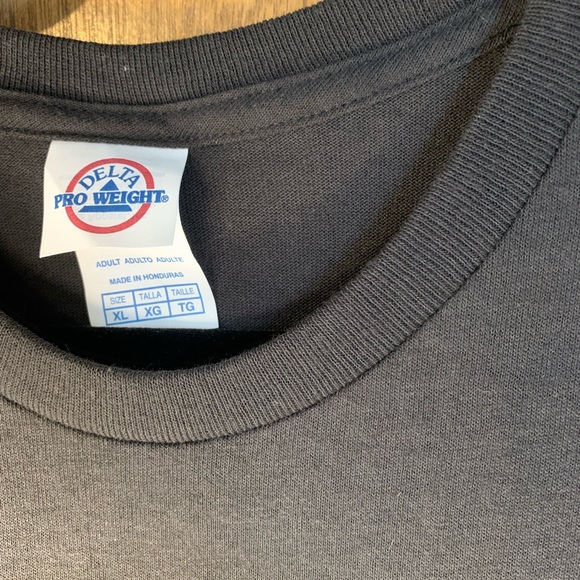 DELTA
PRO WEIGHT®
ADULT ADULTO ADULTE
MADE IN HONDURAS
SIZE TALLA TAILLE
XL XG TG